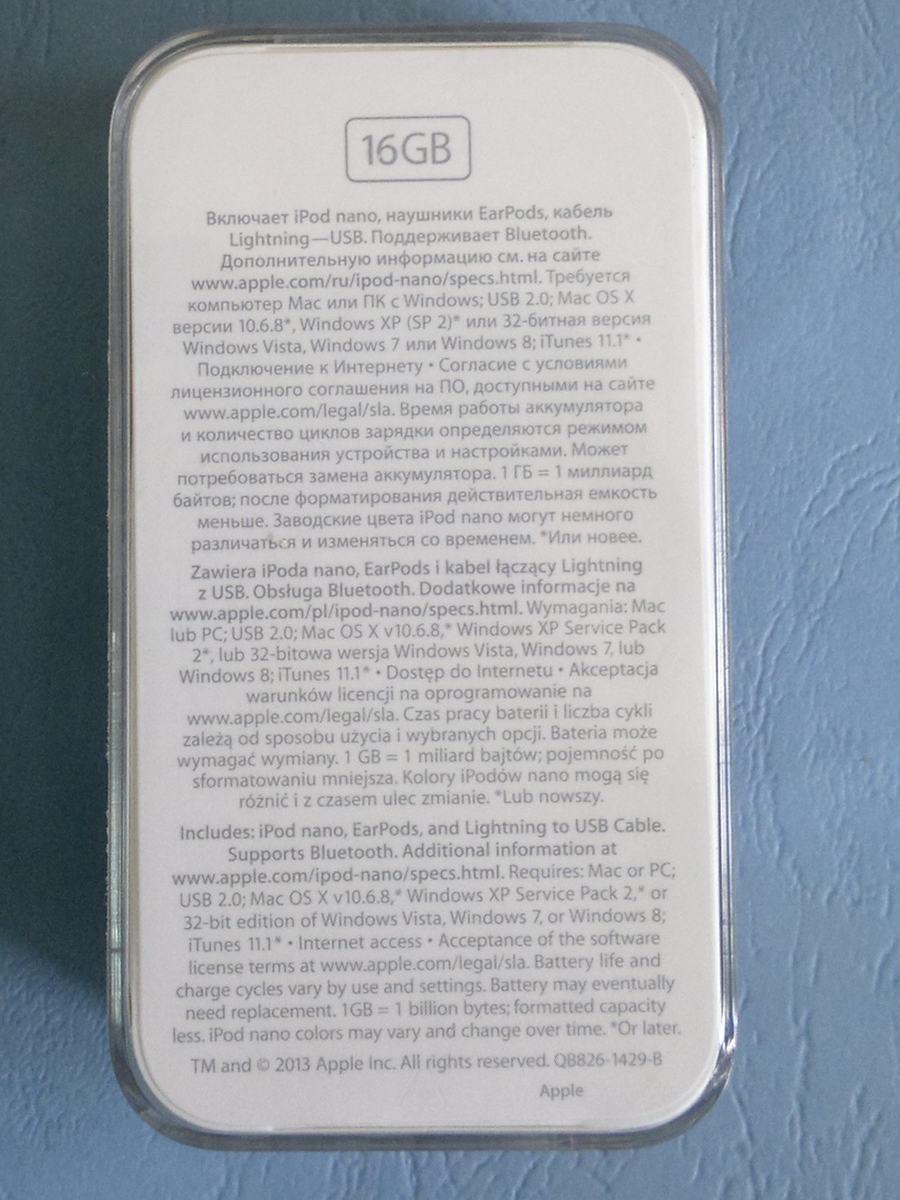 16GB
Включает iPod nano, наушники EarPods, кабель
Lightning—USB. Поддерживает Bluetooth.
Дополнительную информацию см. на сайте
www.apple.com/ru/ipod-nano/specs.html. Требуется
компьютер Mac или ПК с Windows; USB 2.0; Mac OS X
версии 10.6.8*, Windows XP (SP 2)* или 32-битная версия
Windows Vista, Windows 7 или Windows 8; iTunes 11.1* •
Подключение к Интернету • Согласие с условиями
лицензионного соглашения на ПО, доступными на сайте
www.apple.com/legal/sla. Время работы аккумулятора
и количество циклов зарядки определяются режимом
использования устройства и настройками. Может
потребоваться замена аккумулятора. 1 ГБ = 1 миллиард
байтов; после форматирования действительная емкость
меньше. Заводские цвета iPod nano могут немного
различаться и изменяться со временем. *Или новее.
Zawiera iPoda nano, EarPods i kabel łączący Lightning
z USB. Obsługa Bluetooth. Dodatkowe informacje na
www.apple.com/pl/ipod-nano/specs.html. Wymagania: Mac
lub PC; USB 2.0; Mac OS X v10.6.8,* Windows XP Service Pack
2*, lub 32-bitowa wersja Windows Vista, Windows 7, lub
Windows 8; iTunes 11.1* • Dostęp do Internetu • Akceptacja
warunków licencji na oprogramowanie na
www.apple.com/legal/sla. Czas pracy baterii i liczba cykli
zależą od sposobu użycia i wybranych opcji. Bateria może
wymagać wymiany. 1 GB = 1 miliard bajtów; pojemność po
sformatowaniu mniejsza. Kolory iPodów nano mogą się
różnić i z czasem ulec zmianie. *Lub nowszy.
Includes: iPod nano, EarPods, and Lightning to USB Cable.
Supports Bluetooth. Additional information at
www.apple.com/ipod-nano/specs.html. Requires: Mac or PC;
USB 2.0; Mac OS X v10.6.8,* Windows XP Service Pack 2,* or
32-bit edition of Windows Vista, Windows 7, or Windows 8;
iTunes 11.1* • Internet access • Acceptance of the software
license terms at www.apple.com/legal/sla. Battery life and
charge cycles vary by use and settings. Battery may eventually
need replacement. 1GB = 1 billion bytes; formatted capacity
less. iPod nano colors may vary and change over time. *Or later.
TM and © 2013 Apple Inc. All rights reserved. QB826-1429-B
Apple